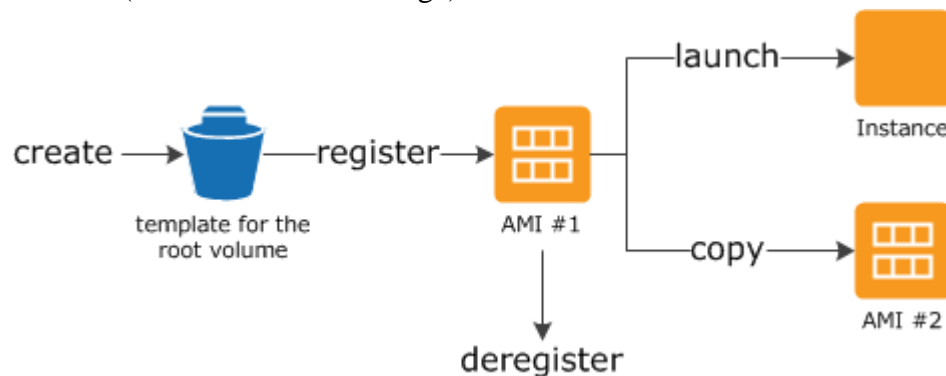 launch
Instance
create
register
template for the
root volume
AMI #1
copy
AMI #2
deregister